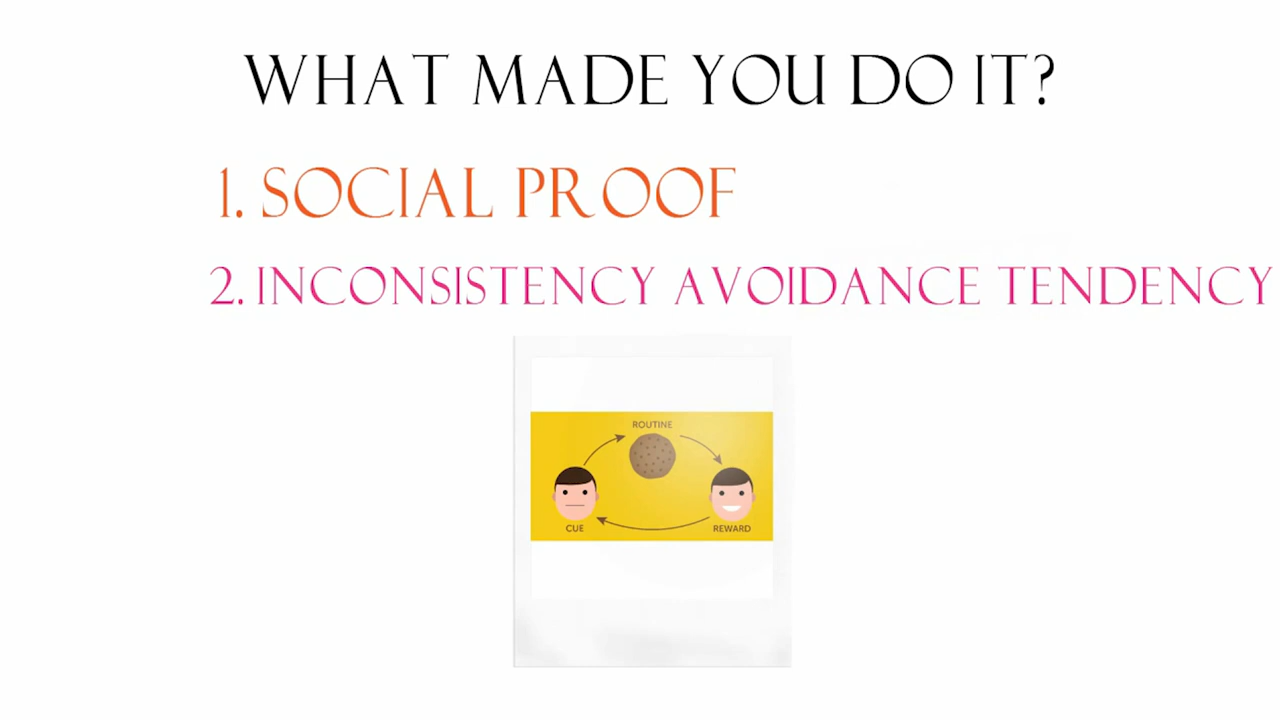 WHAT MADE YOU DO IT?
1. SOCIAL PROOF
2. INCONSISTENCY AVOIDANCE TENDENCY
ROUTINE
CUE
REWARD